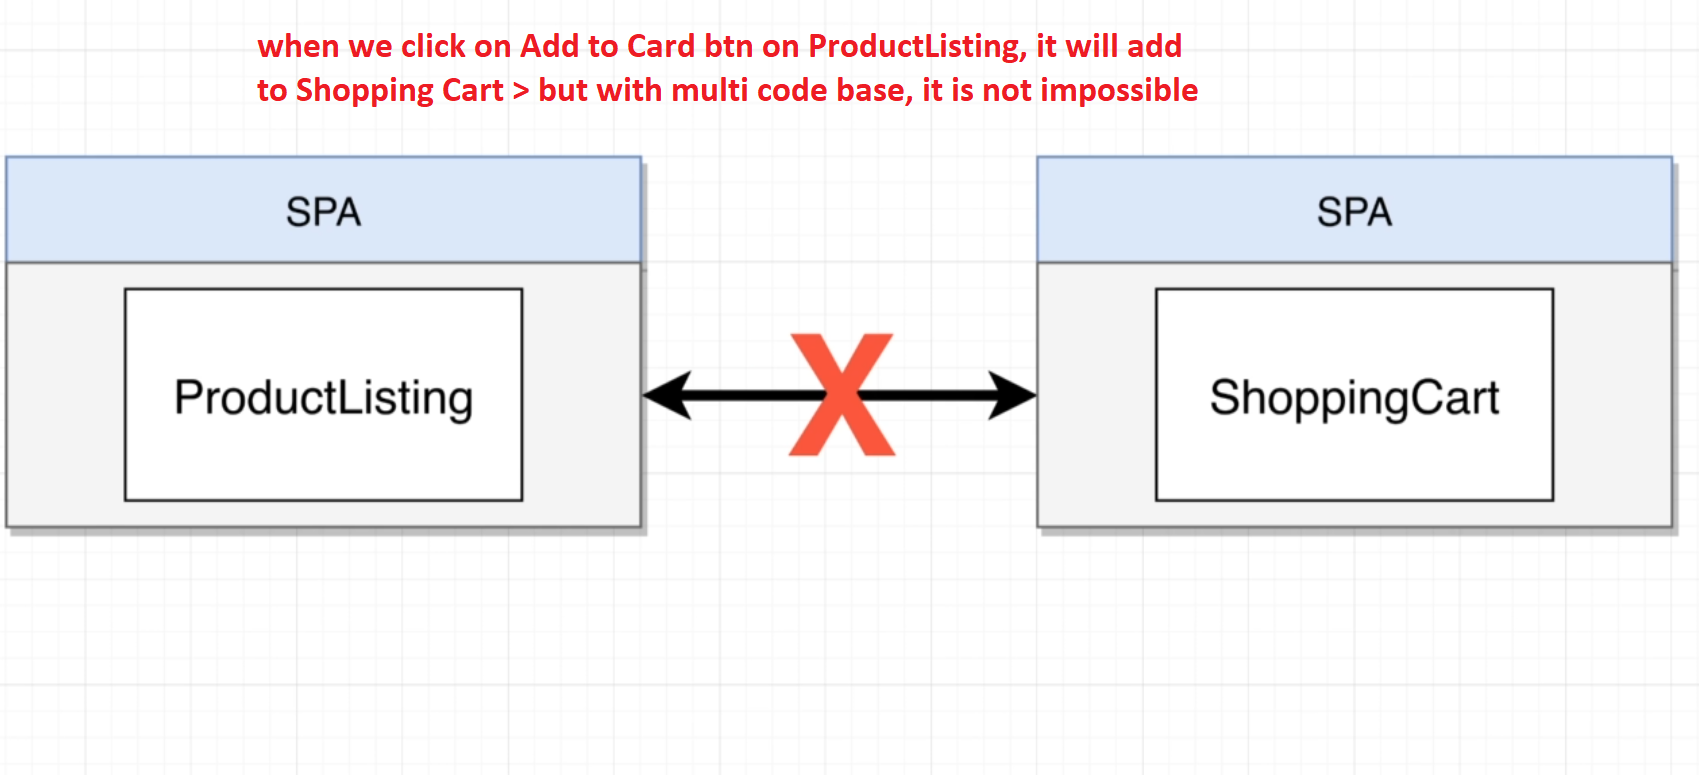 when we click on Add to Card btn on ProductListing, it will add
to Shopping Cart > but with multi code base, it is not impossible
SPA
SPA
ProductListing
X
ShoppingCart